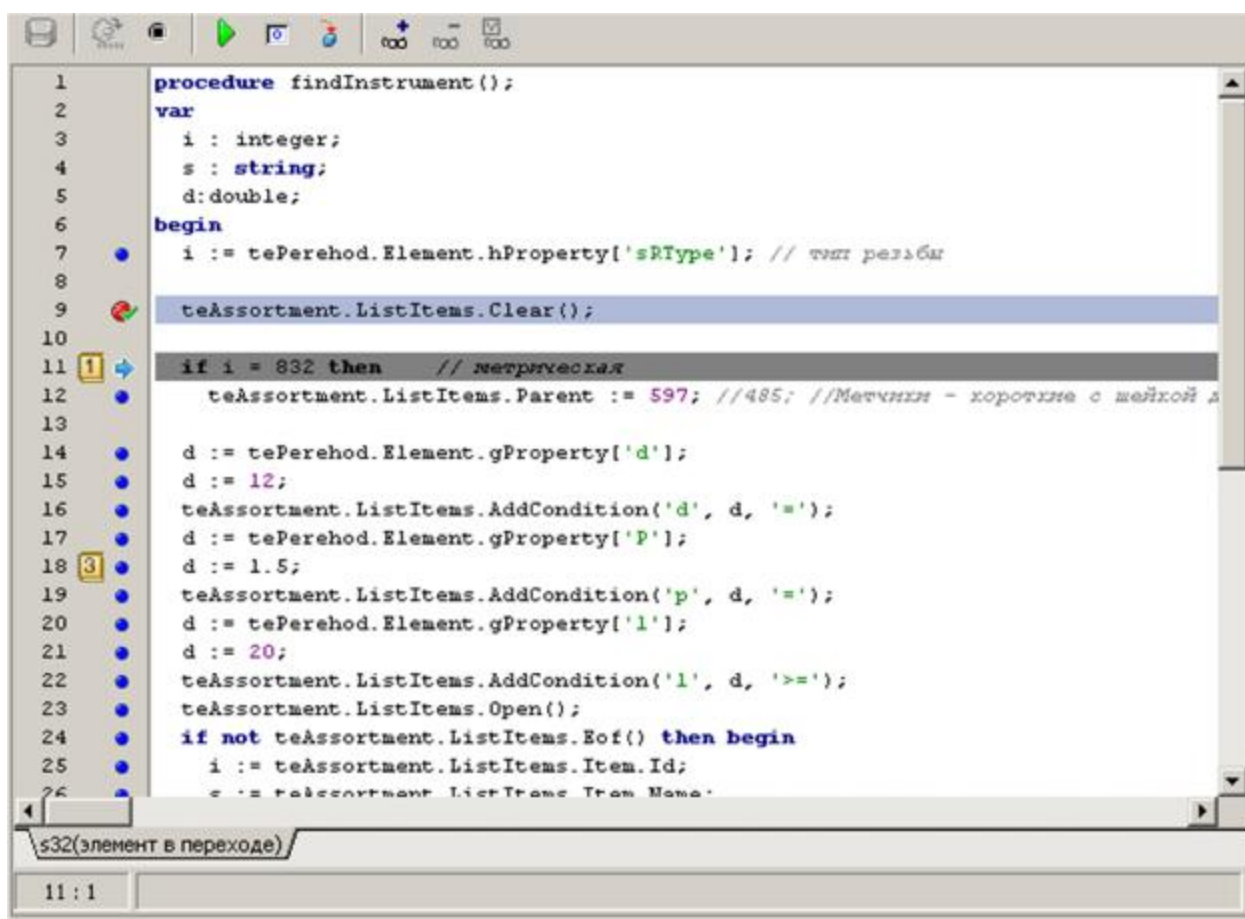 1 procedure findInstrument();
2 var
3 i : integer;
4 s : string;
5 d:double;
6 begin
7 i := tePerehod.Element.hProperty['sRType']; // тип резьбы
8
9 teAssortment.ListItems.Clear();
10
11 1 if i = 832 then // метрическая
12 teAssortment.ListItems.Parent := 597; //485; //Метчики - короткие с шейкой д
13
14 d := tePerehod.Element.gProperty['d'];
15 d := 12;
16 teAssortment.ListItems.AddCondition('d', d, '=');
17 d := tePerehod.Element.gProperty['P'];
18 3 d := 1.5;
19 teAssortment.ListItems.AddCondition('p', d, '=');
20 d := tePerehod.Element.gProperty['l'];
21 d := 20;
22 teAssortment.ListItems.AddCondition('l', d, '>=');
23 teAssortment.ListItems.Open();
24 if not teAssortment.ListItems.Eof() then begin
25 i := teAssortment.ListItems.Item.Id;
26 s := teAssortment.ListItems.Item.Name;
s32(элемент в переходе)
11 : 1